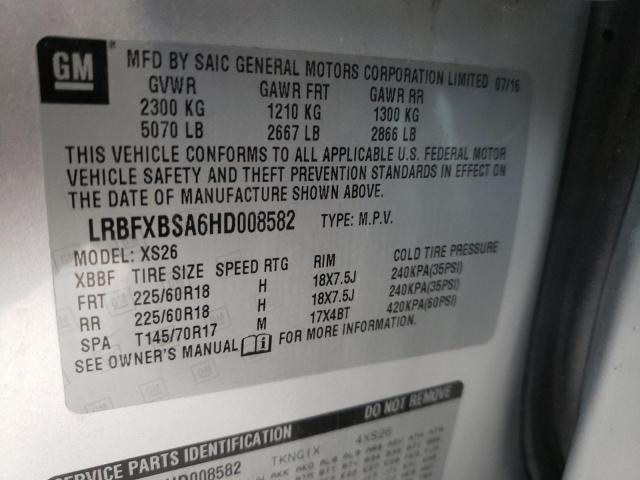 GM
MFD BY SAIC GENERAL MOTORS CORPORATION LIMITED 07/16
GVWR GAWR FRT GAWR RR
2300 KG 1210 KG 1300 KG
5070 LB 2667 LB 2866 LB
THIS VEHICLE CONFORMS TO ALL APPLICABLE U.S. FEDERAL MOTOR
VEHICLE SAFETY AND THEFT PREVENTION STANDARDS IN EFFECT ON
THE DATE OF MANUFACTURE SHOWN ABOVE.
LRBFXBSA6HD008582 TYPE: M.P.V.
MODEL: XS26
XBBF TIRE SIZE SPEED RTG RIM COLD TIRE PRESSURE
FRT 225/60R18 H 18X7.5J 240KPA(35PSI)
RR 225/60R18 H 18X7.5J 240KPA(35PSI)
SPA T145/70R17 M 17X4BT 420KPA(60PSI)
SEE OWNER'S MANUAL FOR MORE INFORMATION.
SERVICE PARTS IDENTIFICATION DO NOT REMOVE
HD008582 TKNG1X 4XS26